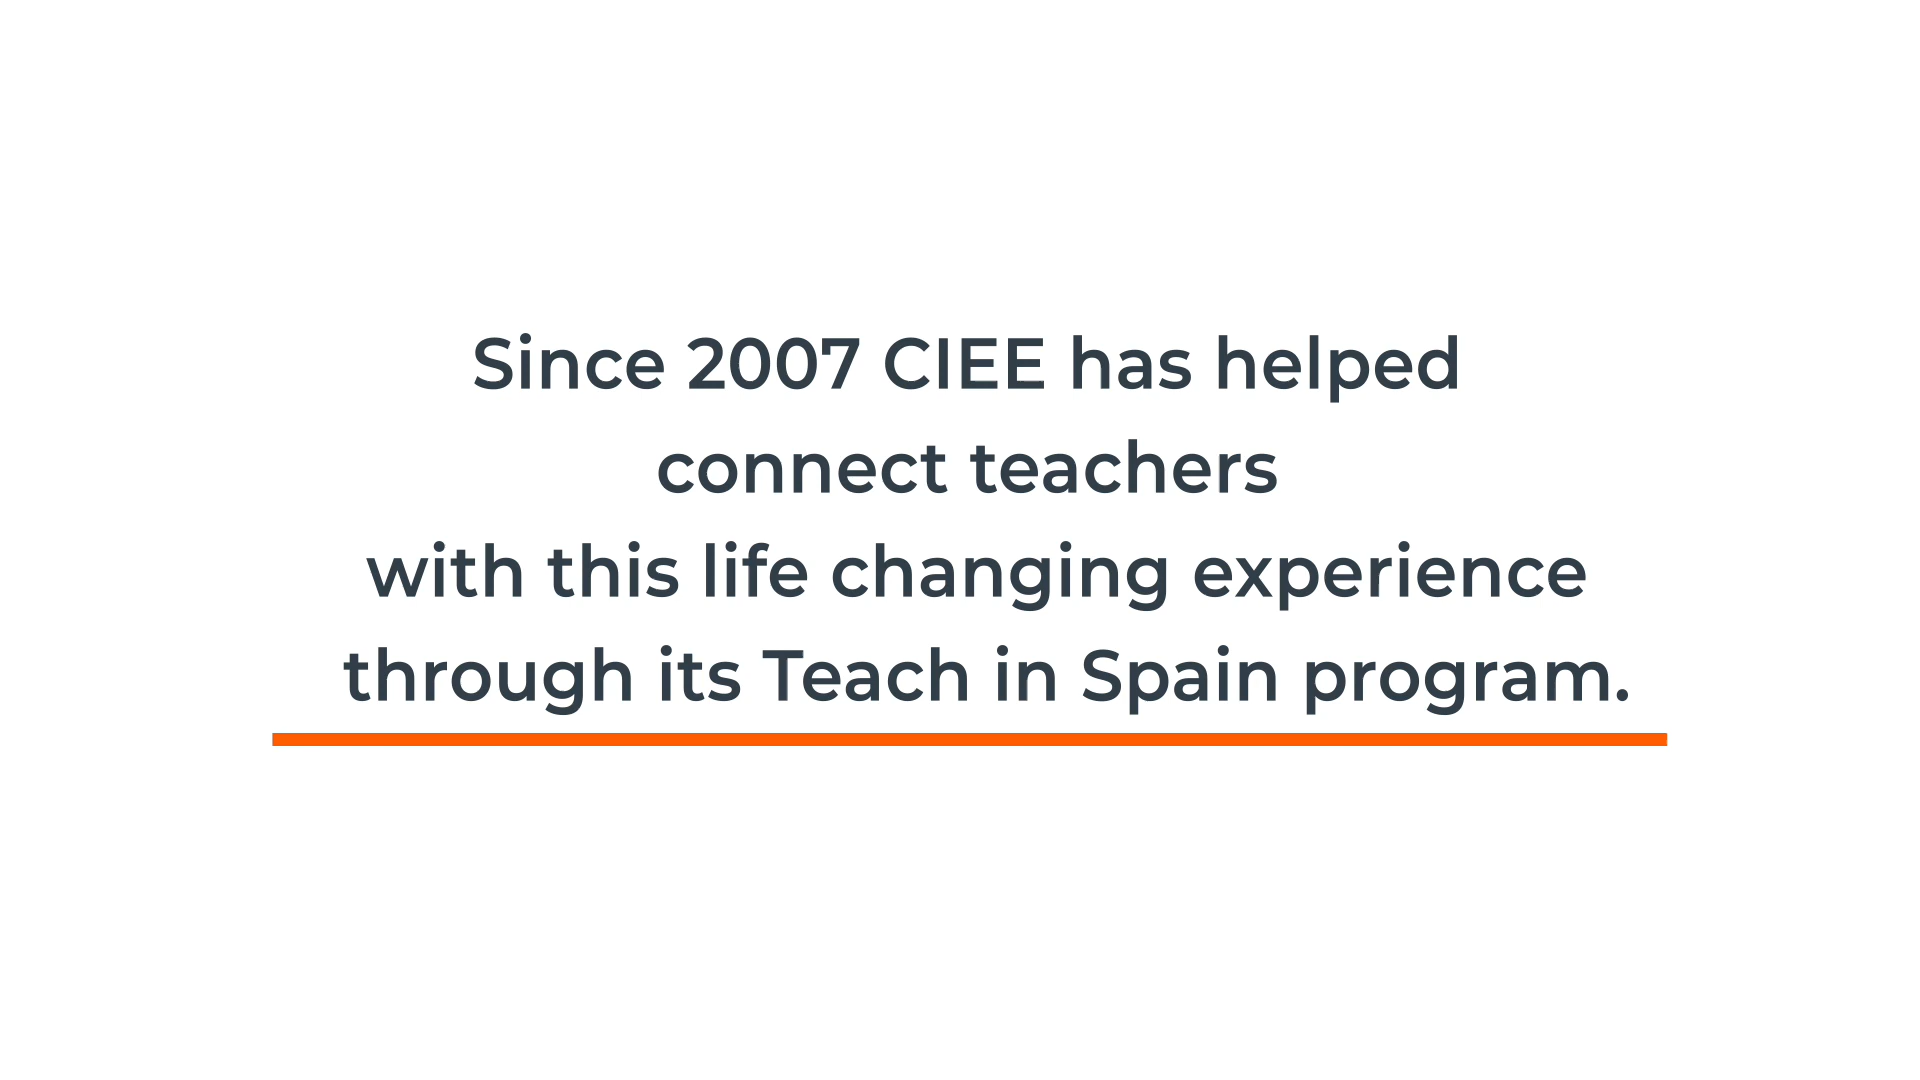 Since 2007 CIEE has helped
connect teachers
with this life changing experience
through its Teach in Spain program.